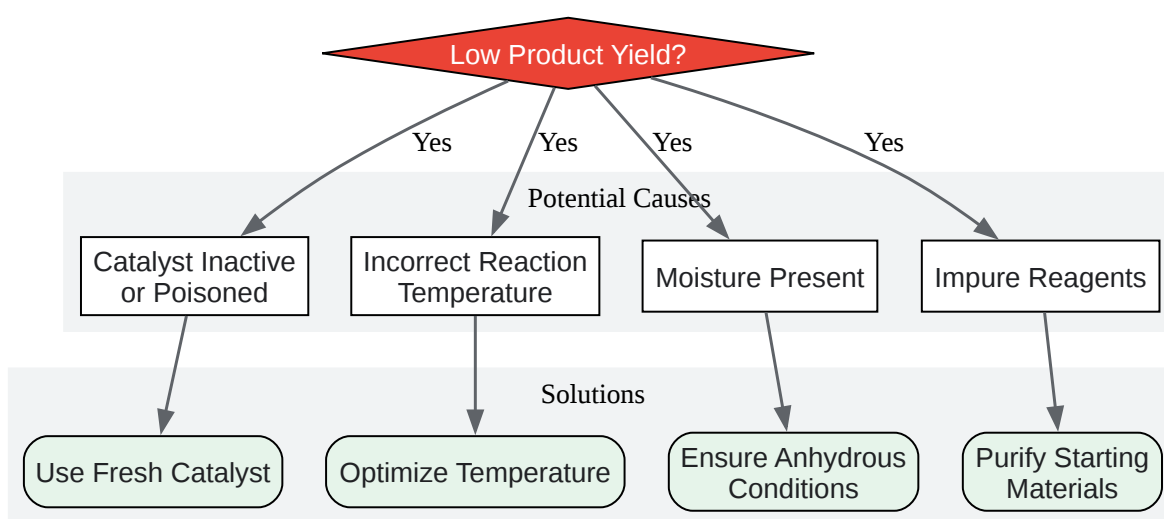 Low Product Yield?
Yes
Yes
Yes
Yes
Potential Causes
Catalyst Inactive
or Poisoned
Incorrect Reaction
Temperature
Moisture Present
Impure Reagents
Solutions
Use Fresh Catalyst
Optimize Temperature
Ensure Anhydrous
Conditions
Purify Starting
Materials